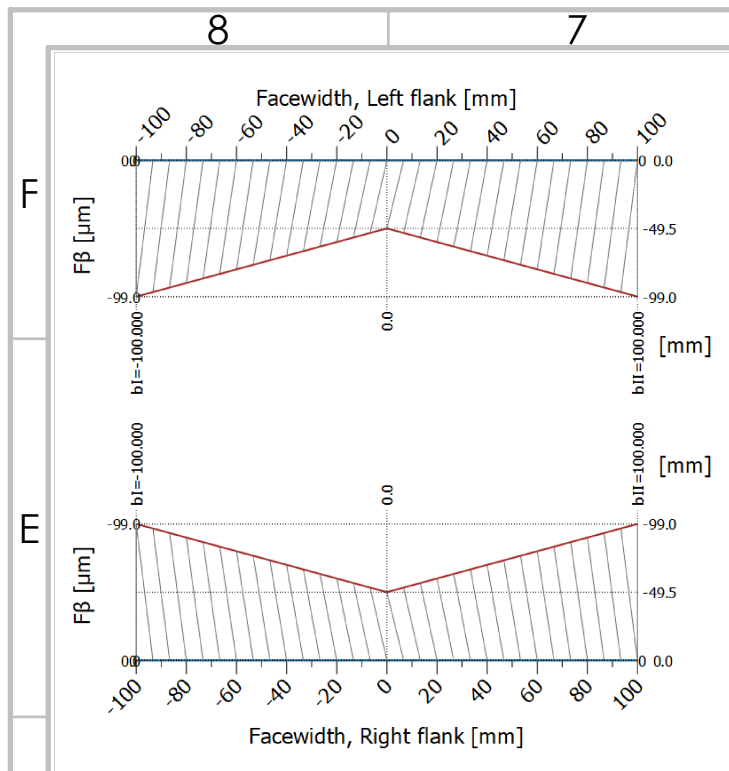 8 7
Facewidth, Left flank [mm]
-100 -80 -60 -40 -20 0 20 40 60 80 100
0.0 0 0.0
F
Fβ [µm]
-49.5
-99.0 -99.0
bI=-100.000 0.0 bII=100.000 [mm]
bI=-100.000 0.0 bII=100.000 [mm]
-99.0 -99.0
E
Fβ [µm]
-49.5
0.0 0 0.0
-100 -80 -60 -40 -20 0 20 40 60 80 100
Facewidth, Right flank [mm]